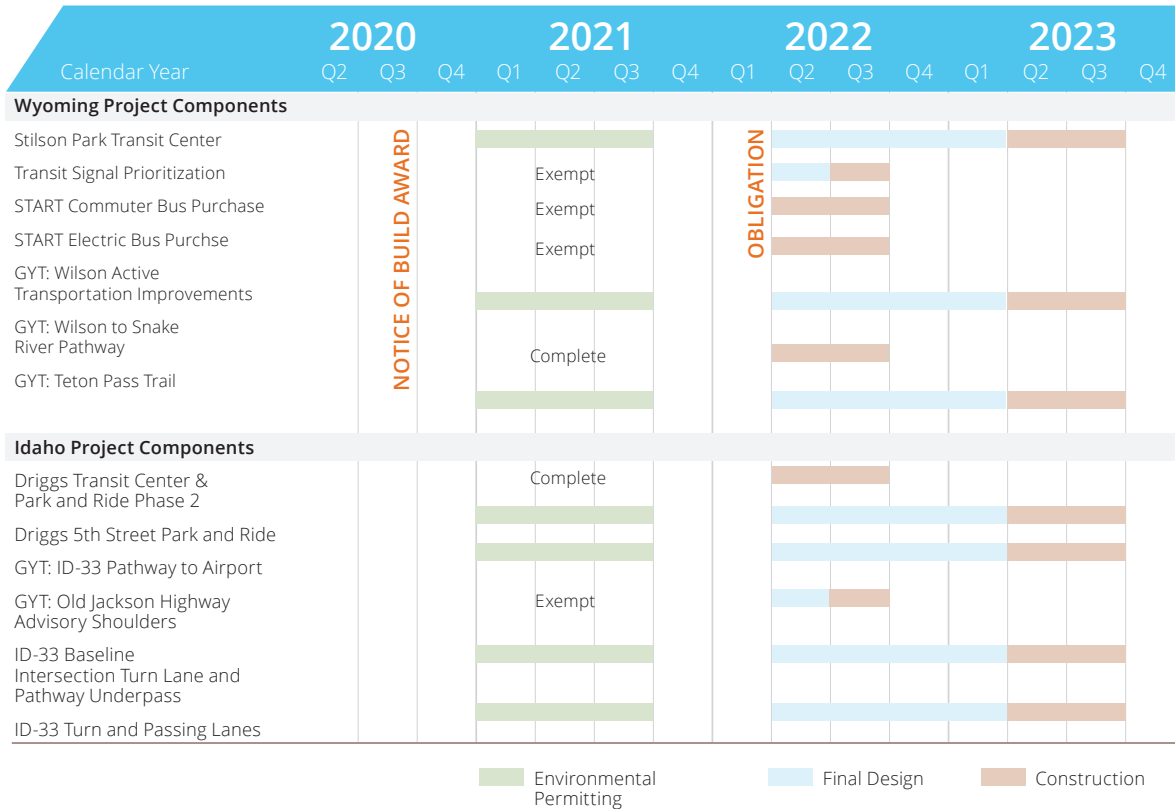 2020 2021 2022 2023
Calendar Year Q2 Q3 Q4 Q1 Q2 Q3 Q4 Q1 Q2 Q3 Q4 Q1 Q2 Q3 Q4
Wyoming Project Components
NOTICE OF BUILD AWARD
OBLIGATION
Stilson Park Transit Center
Transit Signal Prioritization Exempt
START Commuter Bus Purchase Exempt
START Electric Bus Purchse Exempt
GYT: Wilson Active
Transportation Improvements
GYT: Wilson to Snake
River Pathway Complete
GYT: Teton Pass Trail
Idaho Project Components
Driggs Transit Center & Complete
Park and Ride Phase 2
Driggs 5th Street Park and Ride
GYT: ID-33 Pathway to Airport
GYT: Old Jackson Highway Exempt
Advisory Shoulders
ID-33 Baseline
Intersection Turn Lane and
Pathway Underpass
ID-33 Turn and Passing Lanes
Environmental Final Design Construction
Permitting